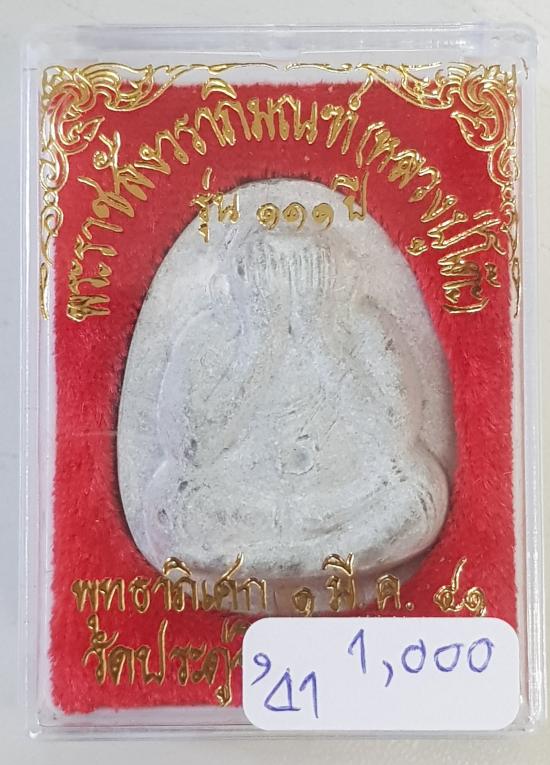 พระราชสังวราภิมณฑ์ (หลวงปู่โต๊ะ)
รุ่น ๑๑๑ ปี
พุทธาภิเศก ๑ มี.ค. ๔๑
วัดประดู่
1,000